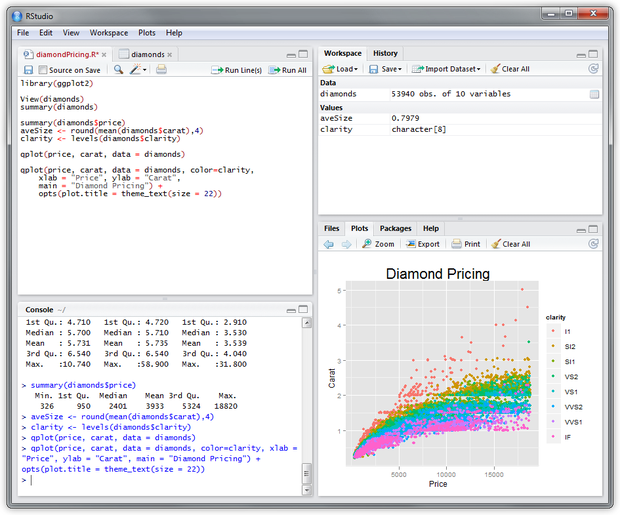 RStudio
File Edit View Workspace Plots Help
diamondPricing.R* diamonds
Source on Save Run Line(s) Run All
library(ggplot2)
View(diamonds)
summary(diamonds)
summary(diamonds$price)
aveSize <- round(mean(diamonds$carat),4)
clarity <- levels(diamonds$clarity)
qplot(price, carat, data = diamonds)
qplot(price, carat, data = diamonds, color=clarity,
xlab = "Price", ylab = "Carat",
main = "Diamond Pricing") +
opts(plot.title = theme_text(size = 22))
Console ~/
1st Qu.: 4.710 1st Qu.: 4.720 1st Qu.: 2.910
Median : 5.700 Median : 5.710 Median : 3.530
Mean : 5.731 Mean : 5.735 Mean : 3.539
3rd Qu.: 6.540 3rd Qu.: 6.540 3rd Qu.: 4.040
Max. :10.740 Max. :58.900 Max. :31.800
> summary(diamonds$price)
Min. 1st Qu. Median Mean 3rd Qu. Max.
326 950 2401 3933 5324 18820
> aveSize <- round(mean(diamonds$carat),4)
> clarity <- levels(diamonds$clarity)
> qplot(price, carat, data = diamonds)
> qplot(price, carat, data = diamonds, color=clarity, xlab =
"Price", ylab = "Carat", main = "Diamond Pricing") +
opts(plot.title = theme_text(size = 22))
>
Workspace History
Load Save Import Dataset Clear All
Data
diamonds 53940 obs. of 10 variables
Values
aveSize 0.7979
clarity character[8]
Files Plots Packages Help
Zoom Export Print Clear All
Diamond Pricing
5
4
3
2
1
Carat
5000 10000 15000
Price
clarity
I1
SI2
SI1
VS2
VS1
VVS2
VVS1
IF